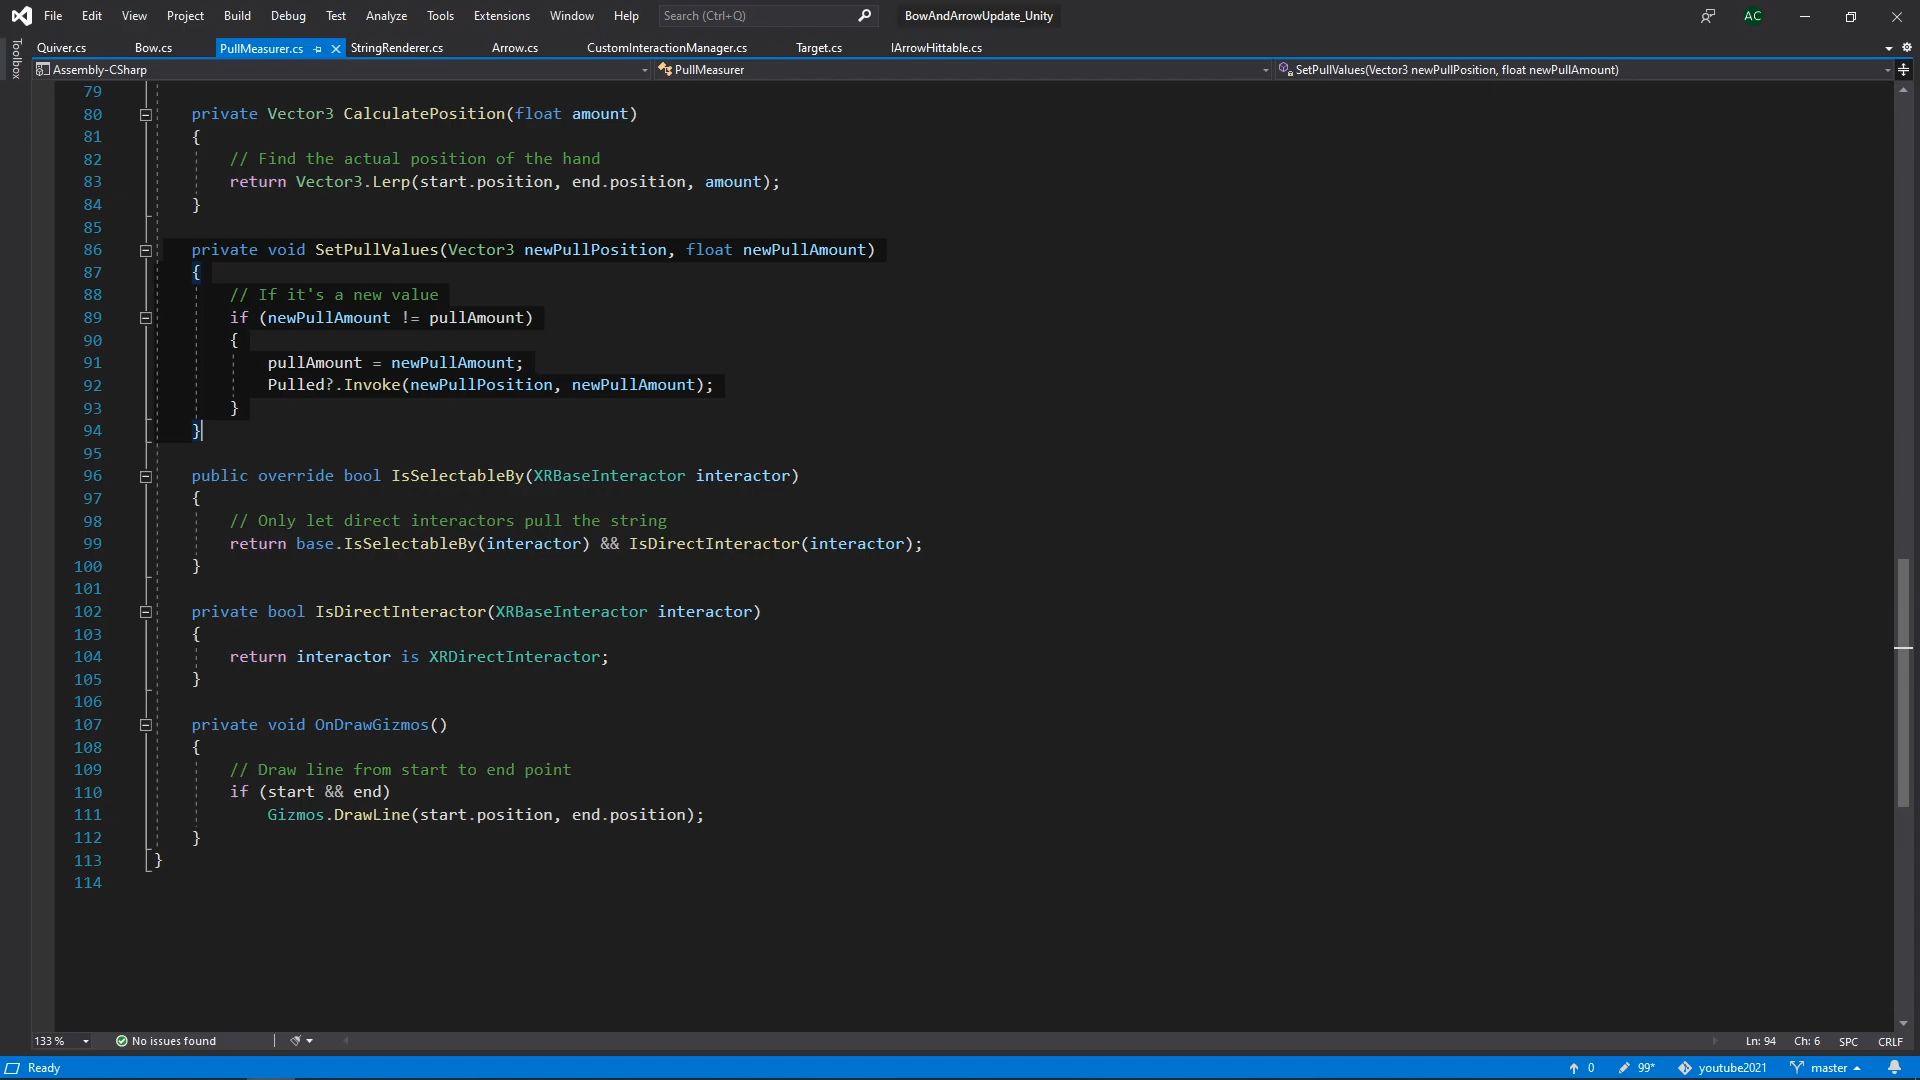 File Edit View Project Build Debug Test Analyze Tools Extensions Window Help Search (Ctrl+Q) BowAndArrowUpdate_Unity AC
Toolbox
Quiver.cs Bow.cs PullMeasurer.cs StringRenderer.cs Arrow.cs CustomInteractionManager.cs Target.cs IArrowHittable.cs
Assembly-CSharp PullMeasurer SetPullValues(Vector3 newPullPosition, float newPullAmount)
79
80 private Vector3 CalculatePosition(float amount)
81 {
82 // Find the actual position of the hand
83 return Vector3.Lerp(start.position, end.position, amount);
84 }
85
86 private void SetPullValues(Vector3 newPullPosition, float newPullAmount)
87 {
88 // If it's a new value
89 if (newPullAmount != pullAmount)
90 {
91 pullAmount = newPullAmount;
92 Pulled?.Invoke(newPullPosition, newPullAmount);
93 }
94 }
95
96 public override bool IsSelectableBy(XRBaseInteractor interactor)
97 {
98 // Only let direct interactors pull the string
99 return base.IsSelectableBy(interactor) && IsDirectInteractor(interactor);
100 }
101
102 private bool IsDirectInteractor(XRBaseInteractor interactor)
103 {
104 return interactor is XRDirectInteractor;
105 }
106
107 private void OnDrawGizmos()
108 {
109 // Draw line from start to end point
110 if (start && end)
111 Gizmos.DrawLine(start.position, end.position);
112 }
113 }
114
133 % No issues found Ln: 94 Ch: 6 SPC CRLF
Ready 0 99* youtube2021 master